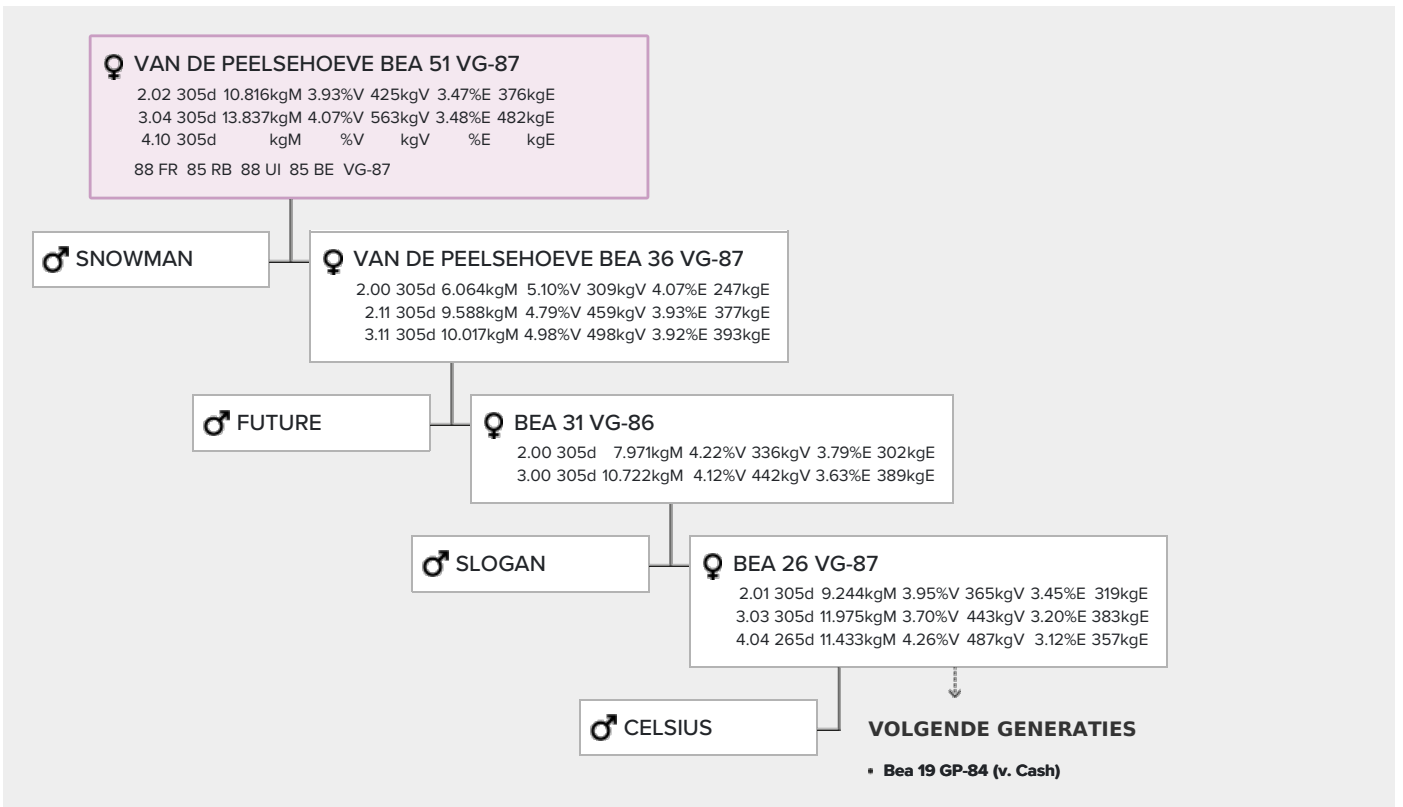 VAN DE PEELSEHOEVE BEA 51 VG-87
2.02 305d 10.816kgM 3.93%V 425kgV 3.47%E 376kgE
3.04 305d 13.837kgM 4.07%V 563kgV 3.48%E 482kgE
4.10 305d kgM %V kgV %E kgE
88 FR 85 RB 88 UI 85 BE VG-87
SNOWMAN
VAN DE PEELSEHOEVE BEA 36 VG-87
2.00 305d 6.064kgM 5.10%V 309kgV 4.07%E 247kgE
2.11 305d 9.588kgM 4.79%V 459kgV 3.93%E 377kgE
3.11 305d 10.017kgM 4.98%V 498kgV 3.92%E 393kgE
FUTURE
BEA 31 VG-86
2.00 305d 7.971kgM 4.22%V 336kgV 3.79%E 302kgE
3.00 305d 10.722kgM 4.12%V 442kgV 3.63%E 389kgE
SLOGAN
BEA 26 VG-87
2.01 305d 9.244kgM 3.95%V 365kgV 3.45%E 319kgE
3.03 305d 11.975kgM 3.70%V 443kgV 3.20%E 383kgE
4.04 265d 11.433kgM 4.26%V 487kgV 3.12%E 357kgE
CELSIUS
VOLGENDE GENERATIES
• Bea 19 GP-84 (v. Cash)